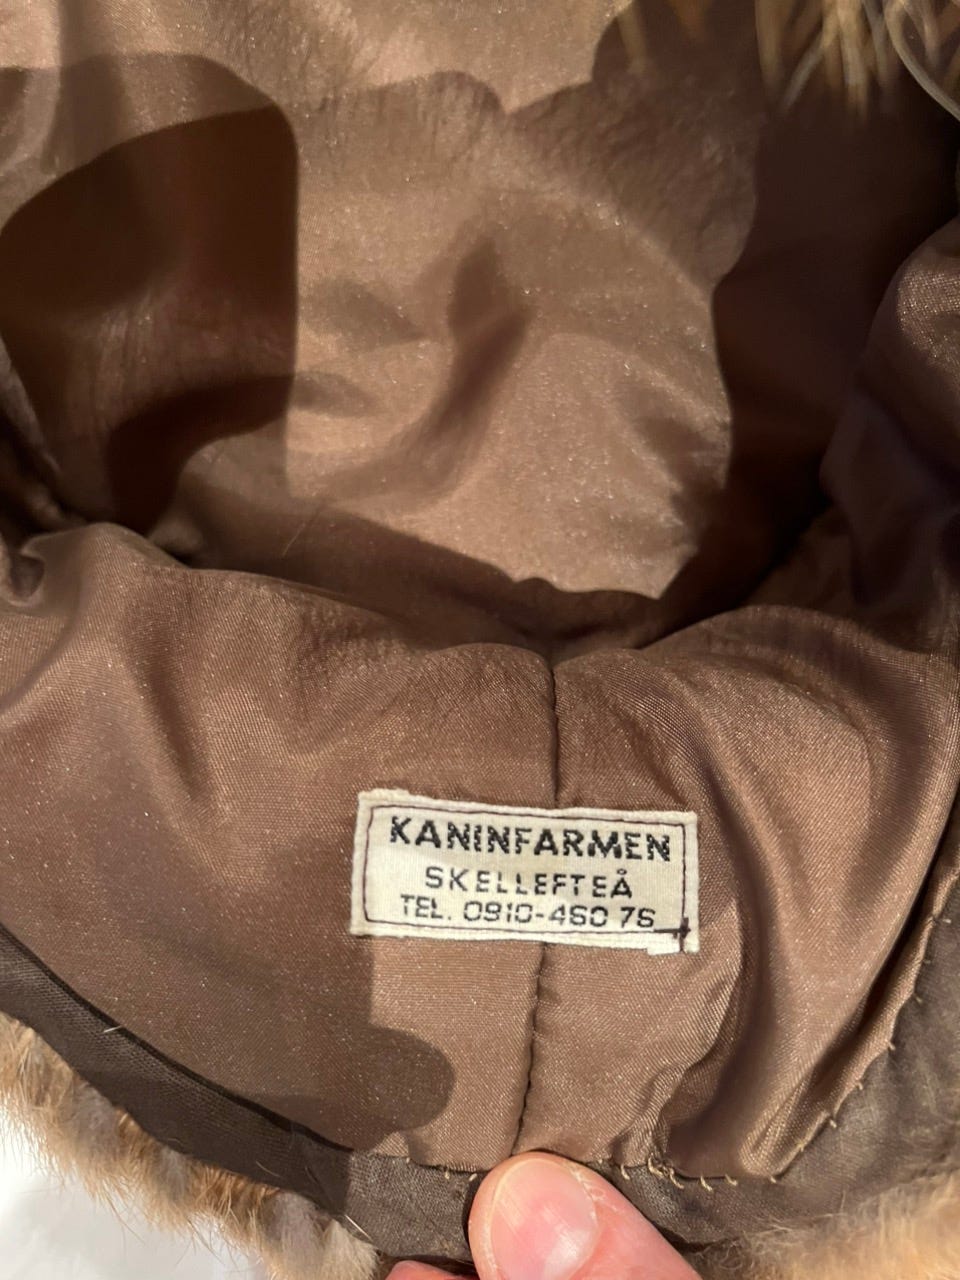 KANINFARMEN
SKELLEFTEÅ
TEL. 0910-460 76